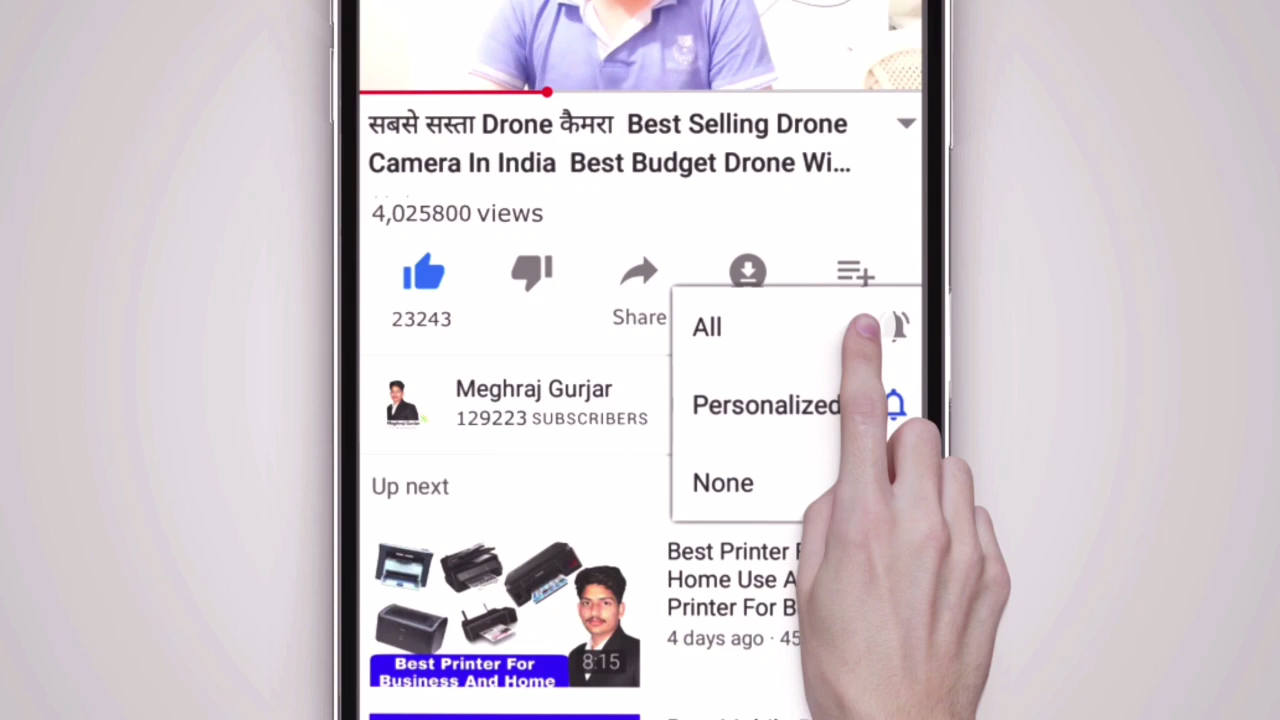 सबसे सस्ता Drone कैमरा Best Selling Drone
Camera In India Best Budget Drone Wi...
4,025800 views
23243
Share
All
Personalized
None
Meghraj Gurjar
129223 SUBSCRIBERS
Up next
Best Printer For
Business And Home
8:15
Best Printer
Home Use
Printer For
4 days ago · 45